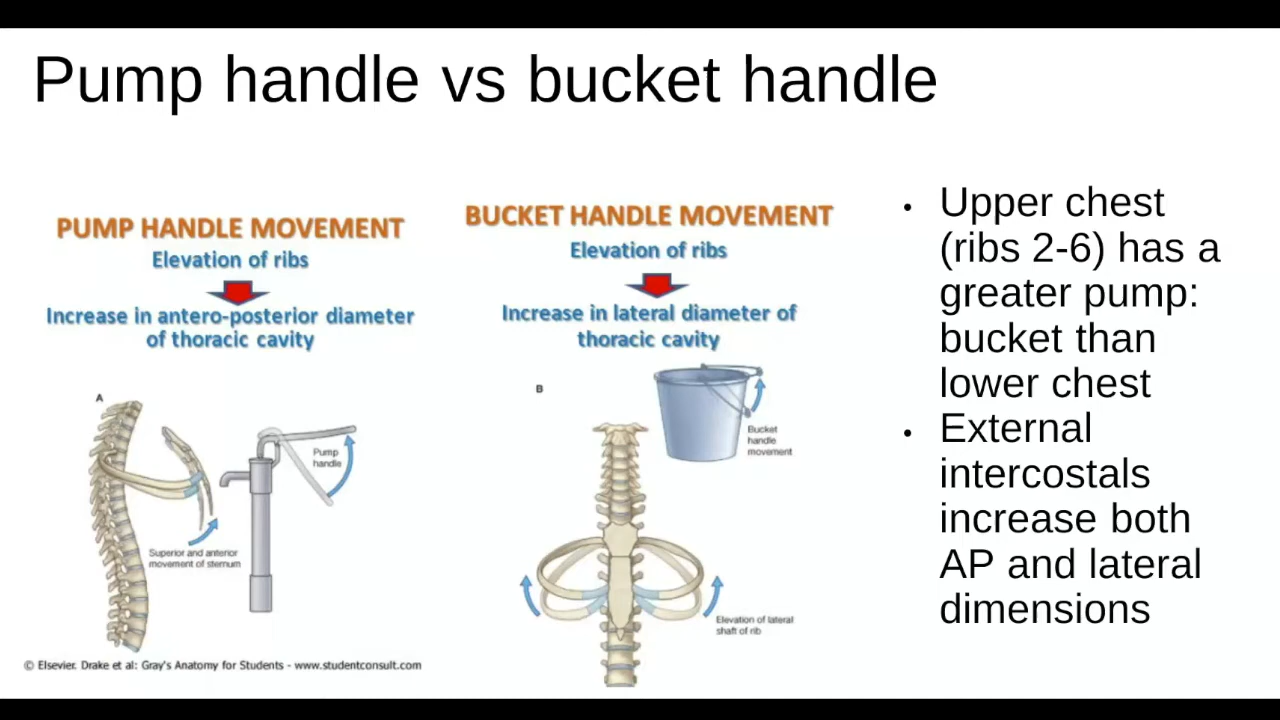 Pump handle vs bucket handle
PUMP HANDLE MOVEMENT
Elevation of ribs
Increase in antero-posterior diameter
of thoracic cavity
A
Pump
handle
Superior and anterior
movement of sternum
© Elsevier. Drake et al: Gray's Anatomy for Students - www.studentconsult.com
BUCKET HANDLE MOVEMENT
Elevation of ribs
Increase in lateral diameter of
thoracic cavity
B
Bucket
handle
movement
Elevation of lateral
shaft of rib
• Upper chest
(ribs 2-6) has a
greater pump:
bucket than
lower chest
• External
intercostals
increase both
AP and lateral
dimensions